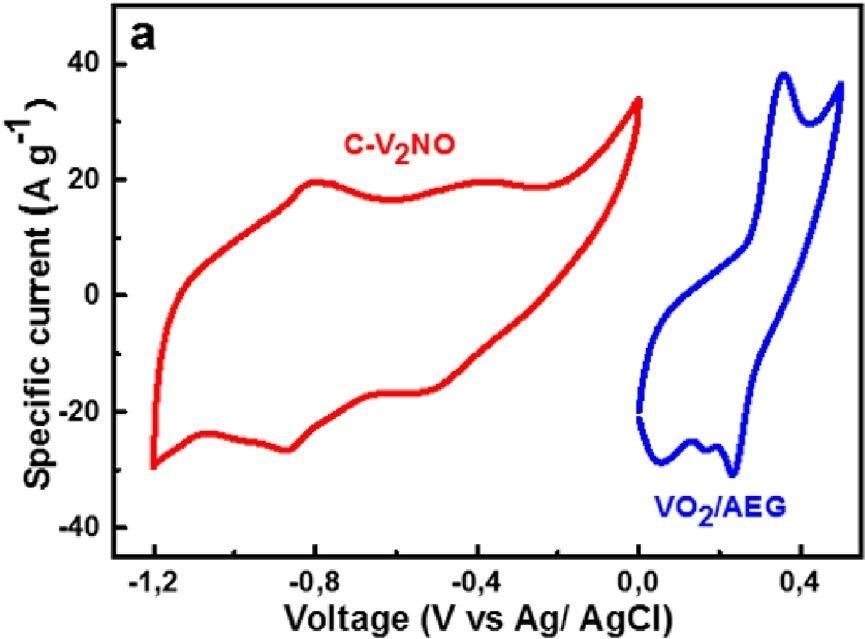 a
40
20
0
-20
-40
Specific current (A g⁻¹)
C-V₂NO
VO₂/AEG
-1,2 -0,8 -0,4 0,0 0,4
Voltage (V vs Ag/ AgCl)